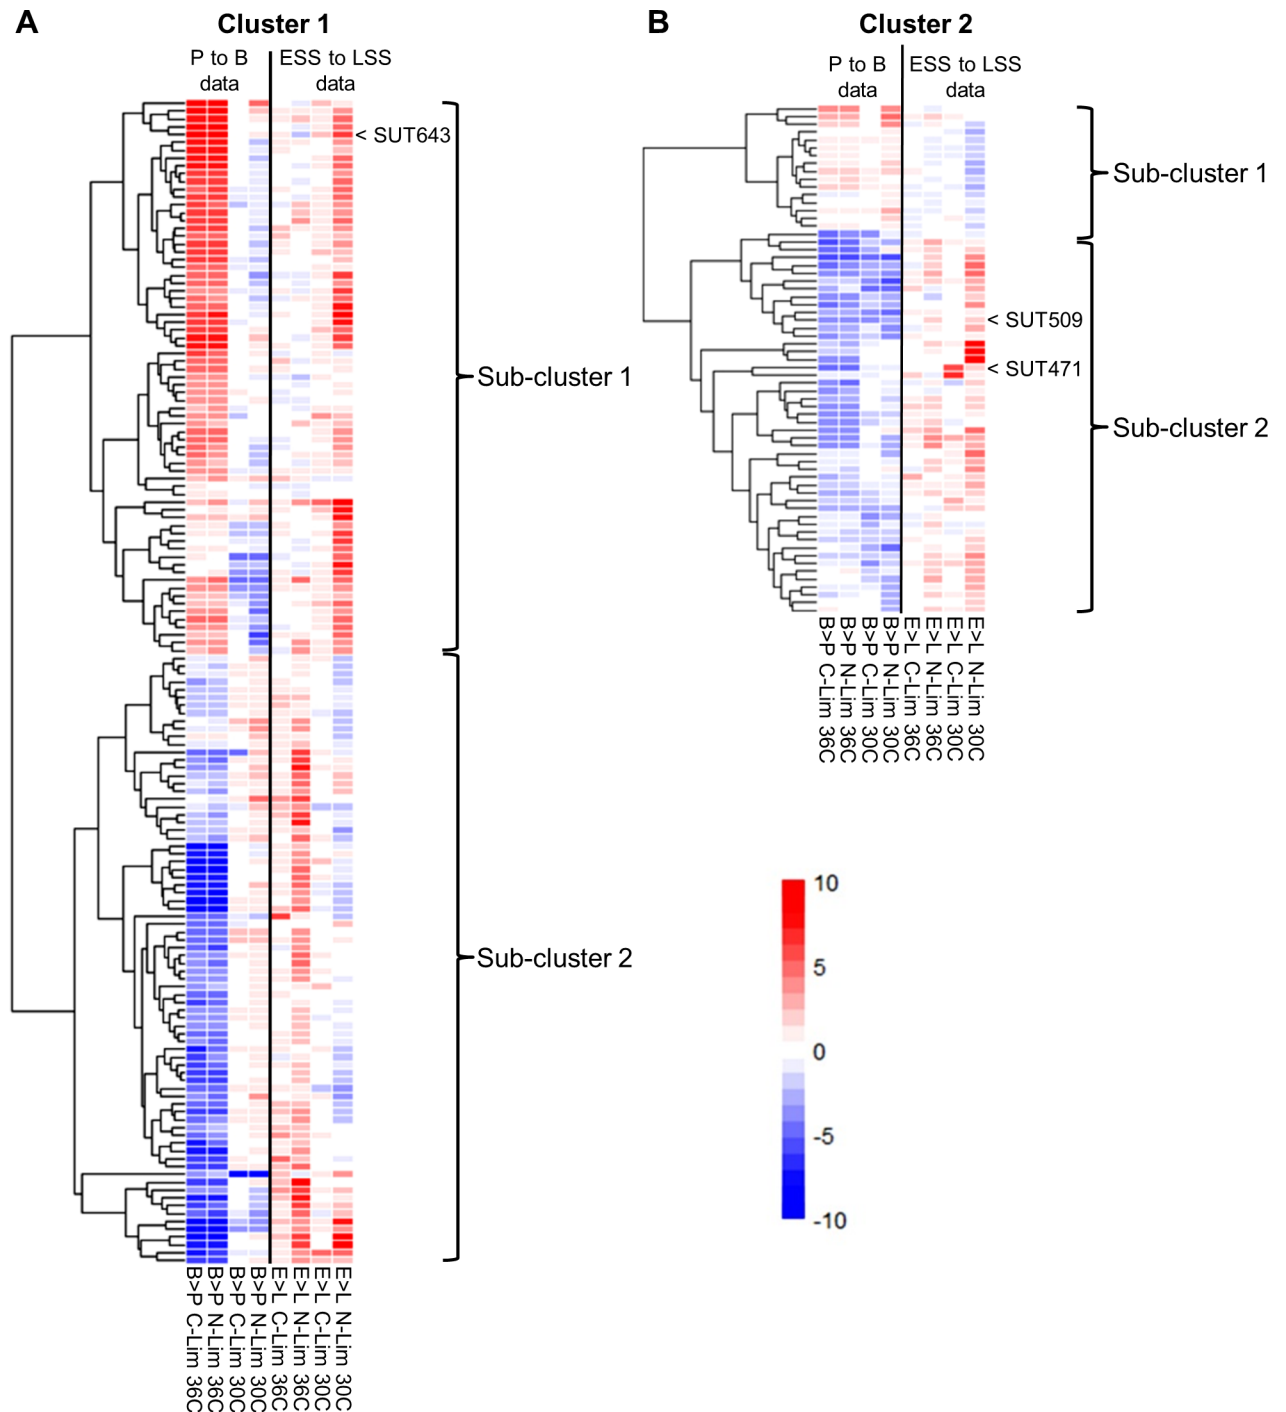 A
Cluster 1
P to B
data
ESS to LSS
data
< SUT643
Sub-cluster 1
Sub-cluster 2
B>P C-Lim 36C
B>P N-Lim 36C
B>P C-Lim 30C
B>P N-Lim 30C
E>L C-Lim 36C
E>L N-Lim 36C
E>L C-Lim 30C
E>L N-Lim 30C
B
Cluster 2
P to B
data
ESS to LSS
data
Sub-cluster 1
< SUT509
< SUT471
Sub-cluster 2
B>P C-Lim 36C
B>P N-Lim 36C
B>P C-Lim 30C
B>P N-Lim 30C
E>L C-Lim 36C
E>L N-Lim 36C
E>L C-Lim 30C
E>L N-Lim 30C
10
5
0
-5
-10